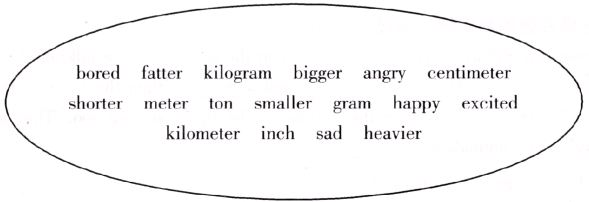 bored fatter kilogram bigger angry centimeter
shorter meter ton smaller gram happy excited
kilometer inch sad heavier